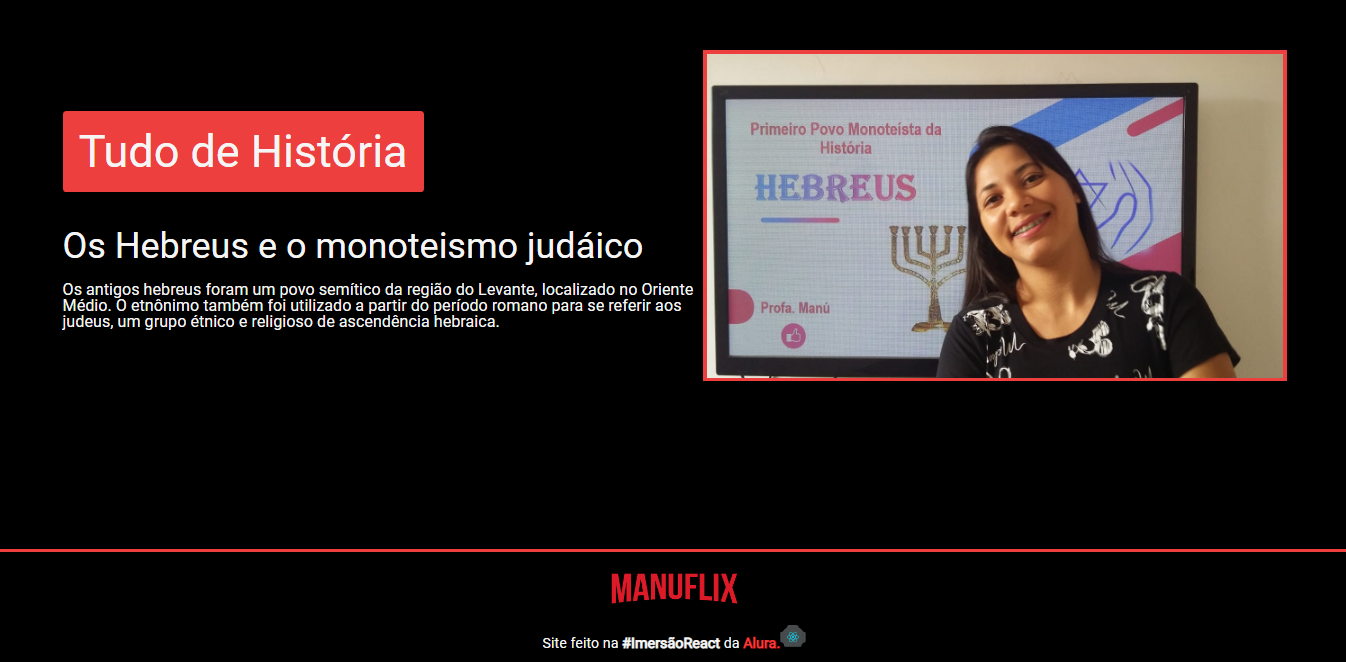 Tudo de História
Os Hebreus e o monoteismo judáico
Os antigos hebreus foram um povo semítico da região do Levante, localizado no Oriente
Médio. O etnônimo também foi utilizado a partir do período romano para se referir aos
judeus, um grupo étnico e religioso de ascendência hebraica.
Primeiro Povo Monoteísta da
História
HEBREUS
Profa. Manú
MANUFLIX
Site feito na #ImersãoReact da Alura.